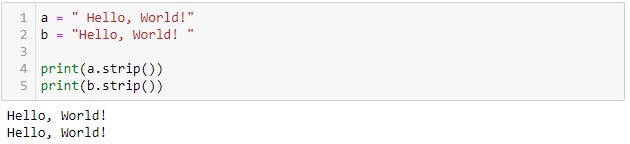 1 a = " Hello, World!"
2 b = "Hello, World! "
3
4 print(a.strip())
5 print(b.strip())
Hello, World!
Hello, World!